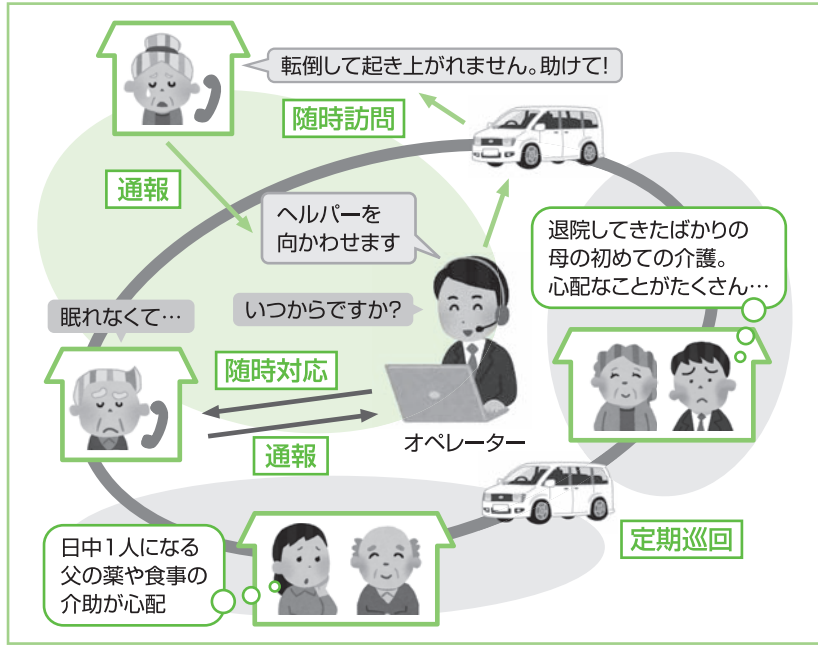 転倒して起き上がれません。助けて!
随時訪問
通報
ヘルパーを
向かわせます
退院してきたばかりの
母の初めての介護。
心配なことがたくさん…
眠れなくて…
いつからですか?
随時対応
通報
オペレーター
定期巡回
日中1人になる
父の薬や食事の
介助が心配